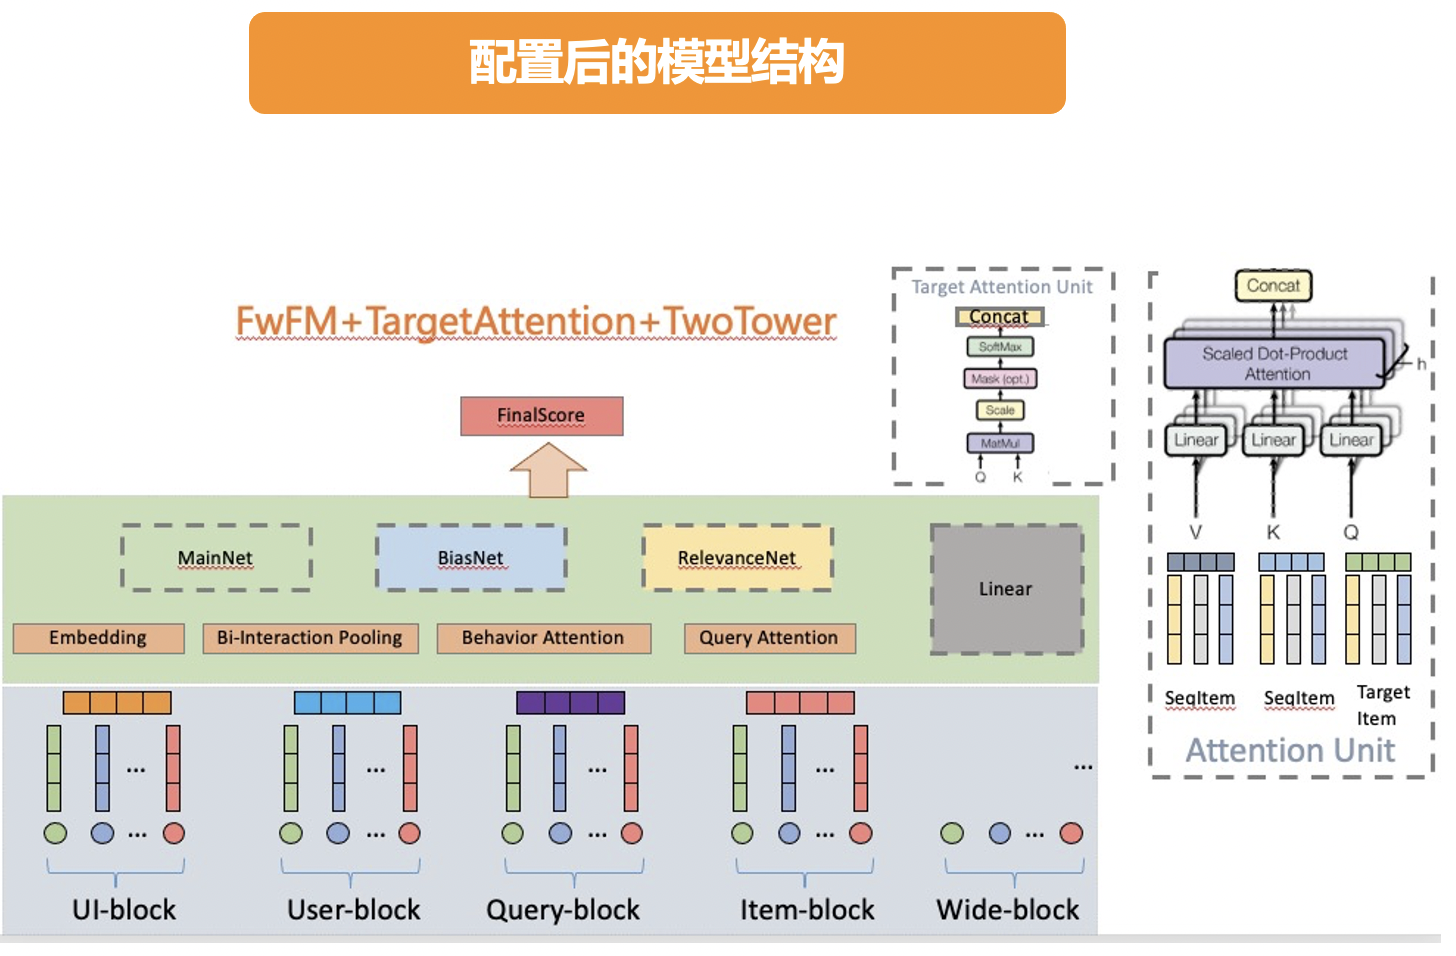 配置后的模型结构
FwFM+TargetAttention+TwoTower
FinalScore
MainNet
BiasNet
RelevanceNet
Linear
Embedding
Bi-Interaction Pooling
Behavior Attention
Query Attention
...
...
...
...
...
...
...
...
...
...
UI-block
User-block
Query-block
Item-block
Wide-block
Target Attention Unit
Concat
SoftMax
Mask (opt.)
Scale
MatMul
Q
K
Concat
Scaled Dot-Product
Attention
h
Linear
Linear
Linear
V
K
Q
SeqItem
SeqItem
Target
Item
Attention Unit